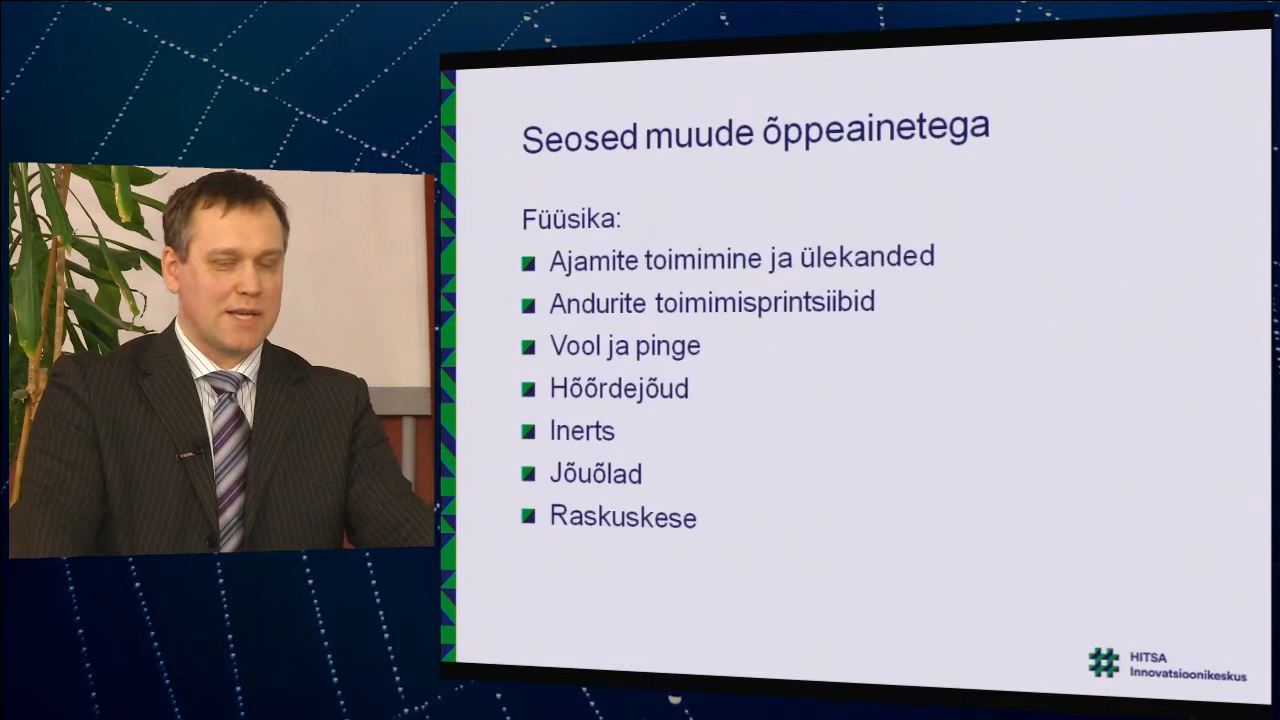 Seosed muude õppeainetega
Füüsika:
Ajamite toimimine ja ülekanded
Andurite toimimisprintsiibid
Vool ja pinge
Hõõrdejõud
Inerts
Jõuõlad
Raskuskese
HITSA
Innovatsioonikeskus